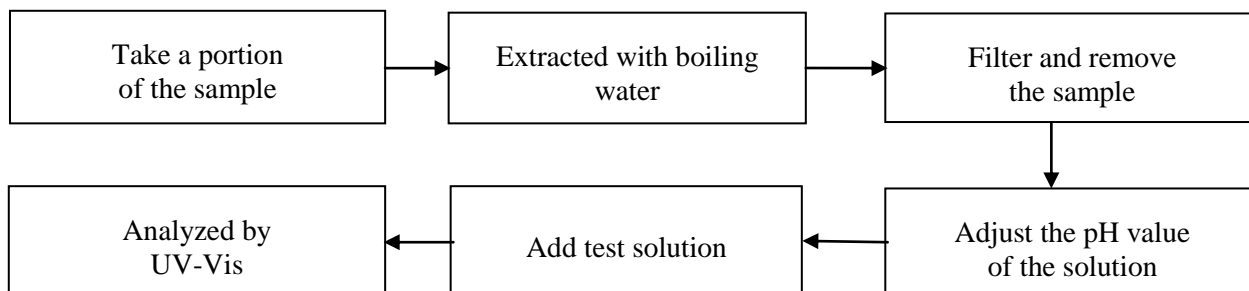 Take a portion
of the sample
Extracted with boiling
water
Filter and remove
the sample
Adjust the pH value
of the solution
Add test solution
Analyzed by
UV-Vis